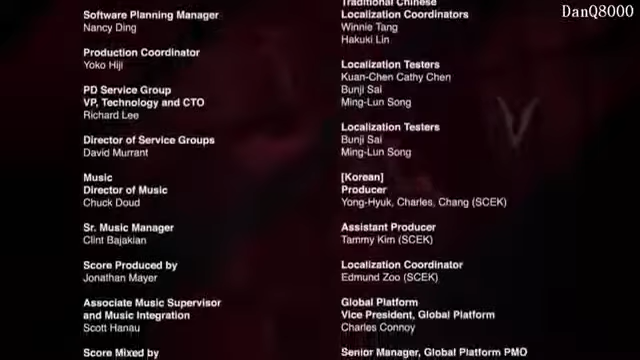 DanQ8000
Software Planning Manager
Nancy Ding
Production Coordinator
Yoko Hiji
PD Service Group
VP, Technology and CTO
Richard Lee
Director of Service Groups
David Murrant
Music
Director of Music
Chuck Doud
Sr. Music Manager
Clint Bajakian
Score Produced by
Jonathan Mayer
Associate Music Supervisor
and Music Integration
Scott Hanau
Score Mixed by
Traditional Chinese
Localization Coordinators
Winnie Tang
Hakuki Lin
Localization Testers
Kuan-Chen Cathy Chen
Bunji Sai
Ming-Lun Song
Localization Testers
Bunji Sai
Ming-Lun Song
[Korean]
Producer
Yong-Hyuk, Charles, Chang (SCEK)
Assistant Producer
Tammy Kim (SCEK)
Localization Coordinator
Edmund Zoo (SCEK)
Global Platform
Vice President, Global Platform
Charles Connoy
Senior Manager, Global Platform PMO